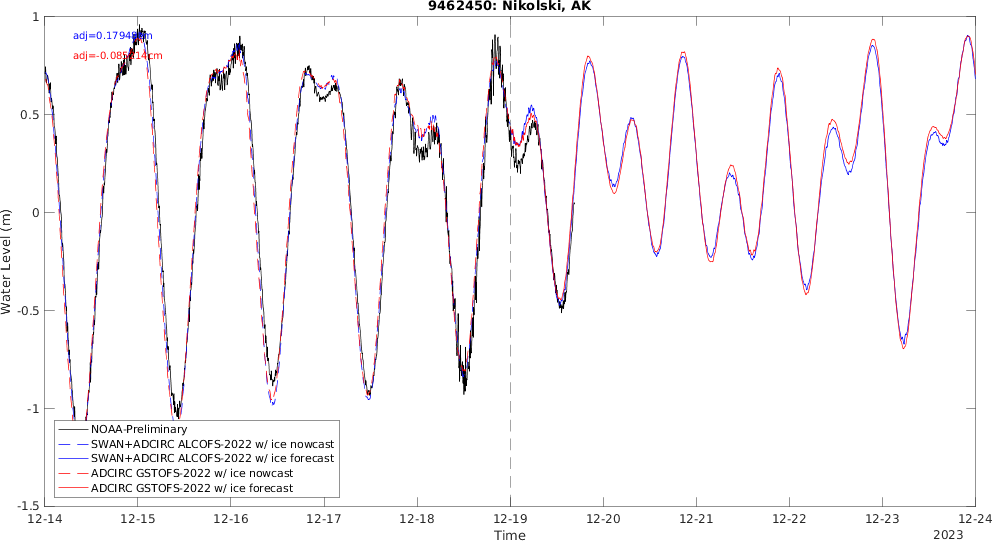 9462450: Nikolski, AK
1
0.5
0
-0.5
-1
-1.5
Water Level (m)
NOAA-Preliminary
SWAN+ADCIRC ALCOFS-2022 w/ ice nowcast
SWAN+ADCIRC ALCOFS-2022 w/ ice forecast
ADCIRC GSTOFS-2022 w/ ice nowcast
ADCIRC GSTOFS-2022 w/ ice forecast
12-14 12-15 12-16 12-17 12-18 12-19 12-20 12-21 12-22 12-23 12-24
Time
2023